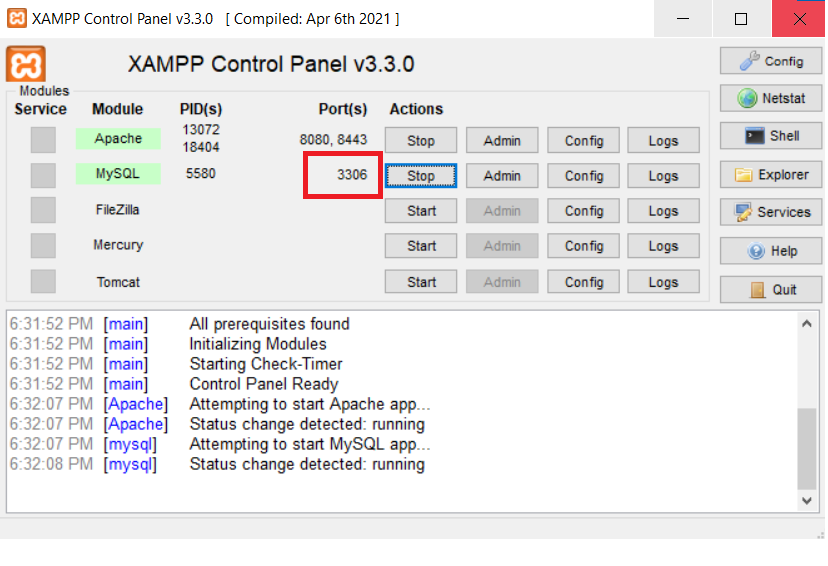 XAMPP Control Panel v3.3.0 [ Compiled: Apr 6th 2021 ]
XAMPP Control Panel v3.3.0
Config
Modules
Service Module PID(s) Port(s) Actions
Netstat
Apache 13072 18404 8080, 8443 Stop Admin Config Logs
Shell
MySQL 5580 3306 Stop Admin Config Logs
Explorer
FileZilla Start Admin Config Logs
Services
Mercury Start Admin Config Logs
Help
Tomcat Start Admin Config Logs
Quit
6:31:52 PM [main] All prerequisites found
6:31:52 PM [main] Initializing Modules
6:31:52 PM [main] Starting Check-Timer
6:31:52 PM [main] Control Panel Ready
6:32:07 PM [Apache] Attempting to start Apache app...
6:32:07 PM [Apache] Status change detected: running
6:32:07 PM [mysql] Attempting to start MySQL app...
6:32:08 PM [mysql] Status change detected: running